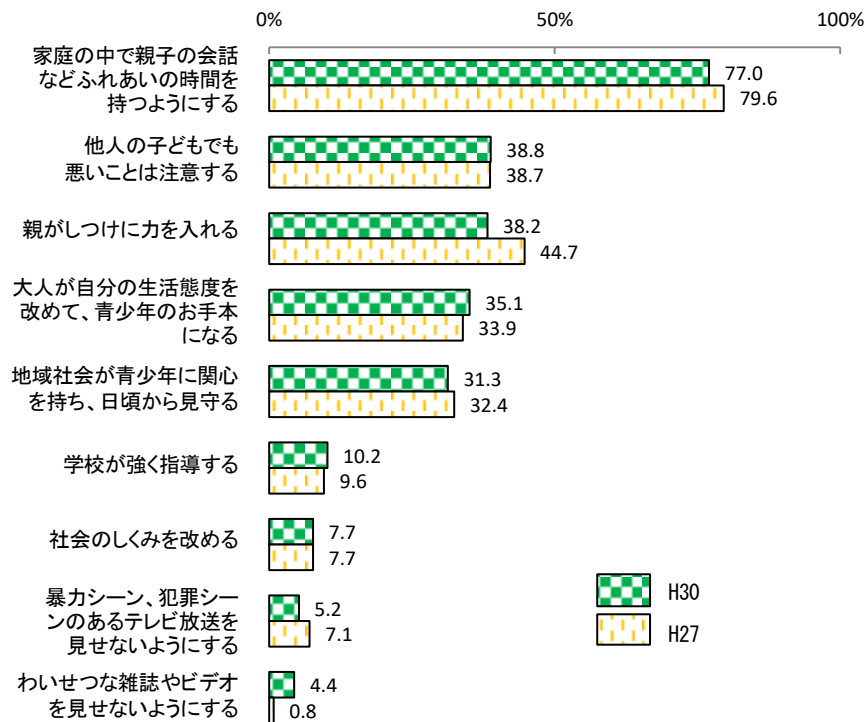 0%
50%
100%
家庭の中で親子の会話
などふれあいの時間を
持つようにする
77.0
79.6
他人の子どもでも
悪いことは注意する
38.8
38.7
親がしつけに力を入れる
38.2
44.7
大人が自分の生活態度を
改めて、青少年のお手本
になる
35.1
33.9
地域社会が青少年に関心
を持ち、日頃から見守る
31.3
32.4
学校が強く指導する
10.2
9.6
社会のしくみを改める
7.7
7.7
暴力シーン、犯罪シー
ンのあるテレビ放送を
見せないようにする
5.2
7.1
わいせつな雑誌やビデオ
を見せないようにする
4.4
0.8
H30
H27